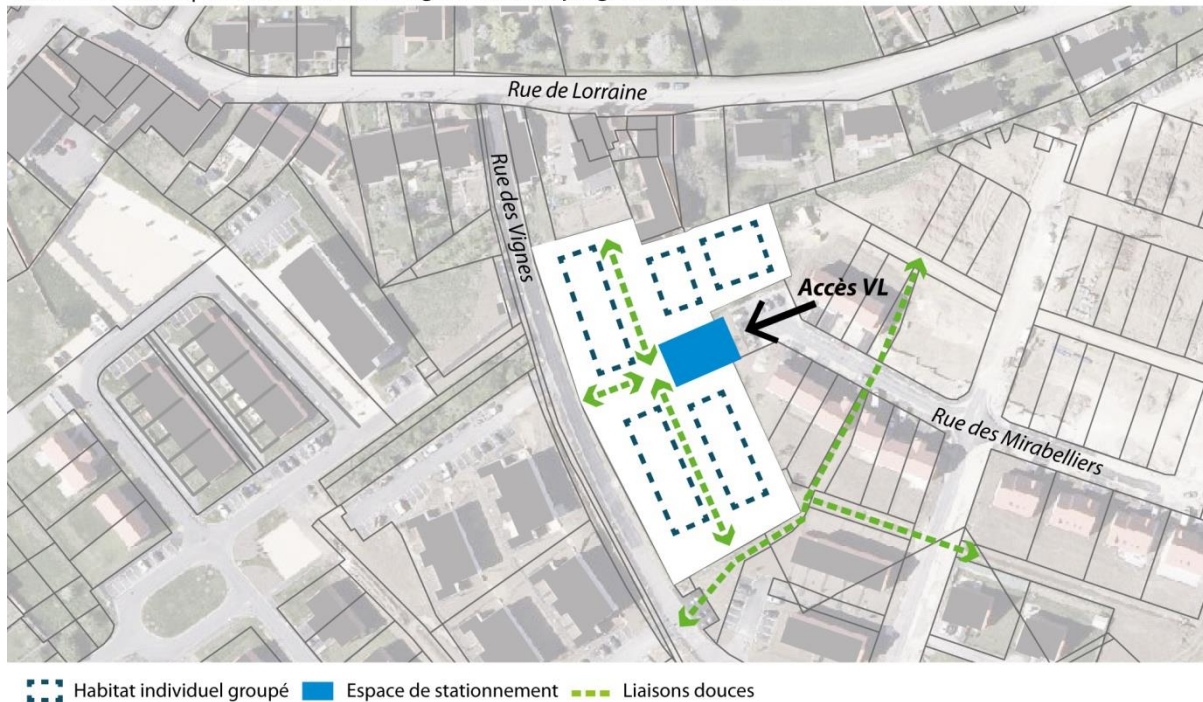 Rue de Lorraine
Rue des Vignes
Accès VL
Rue des Mirabelliers
Habitat individuel groupé
Espace de stationnement
Liaisons douces